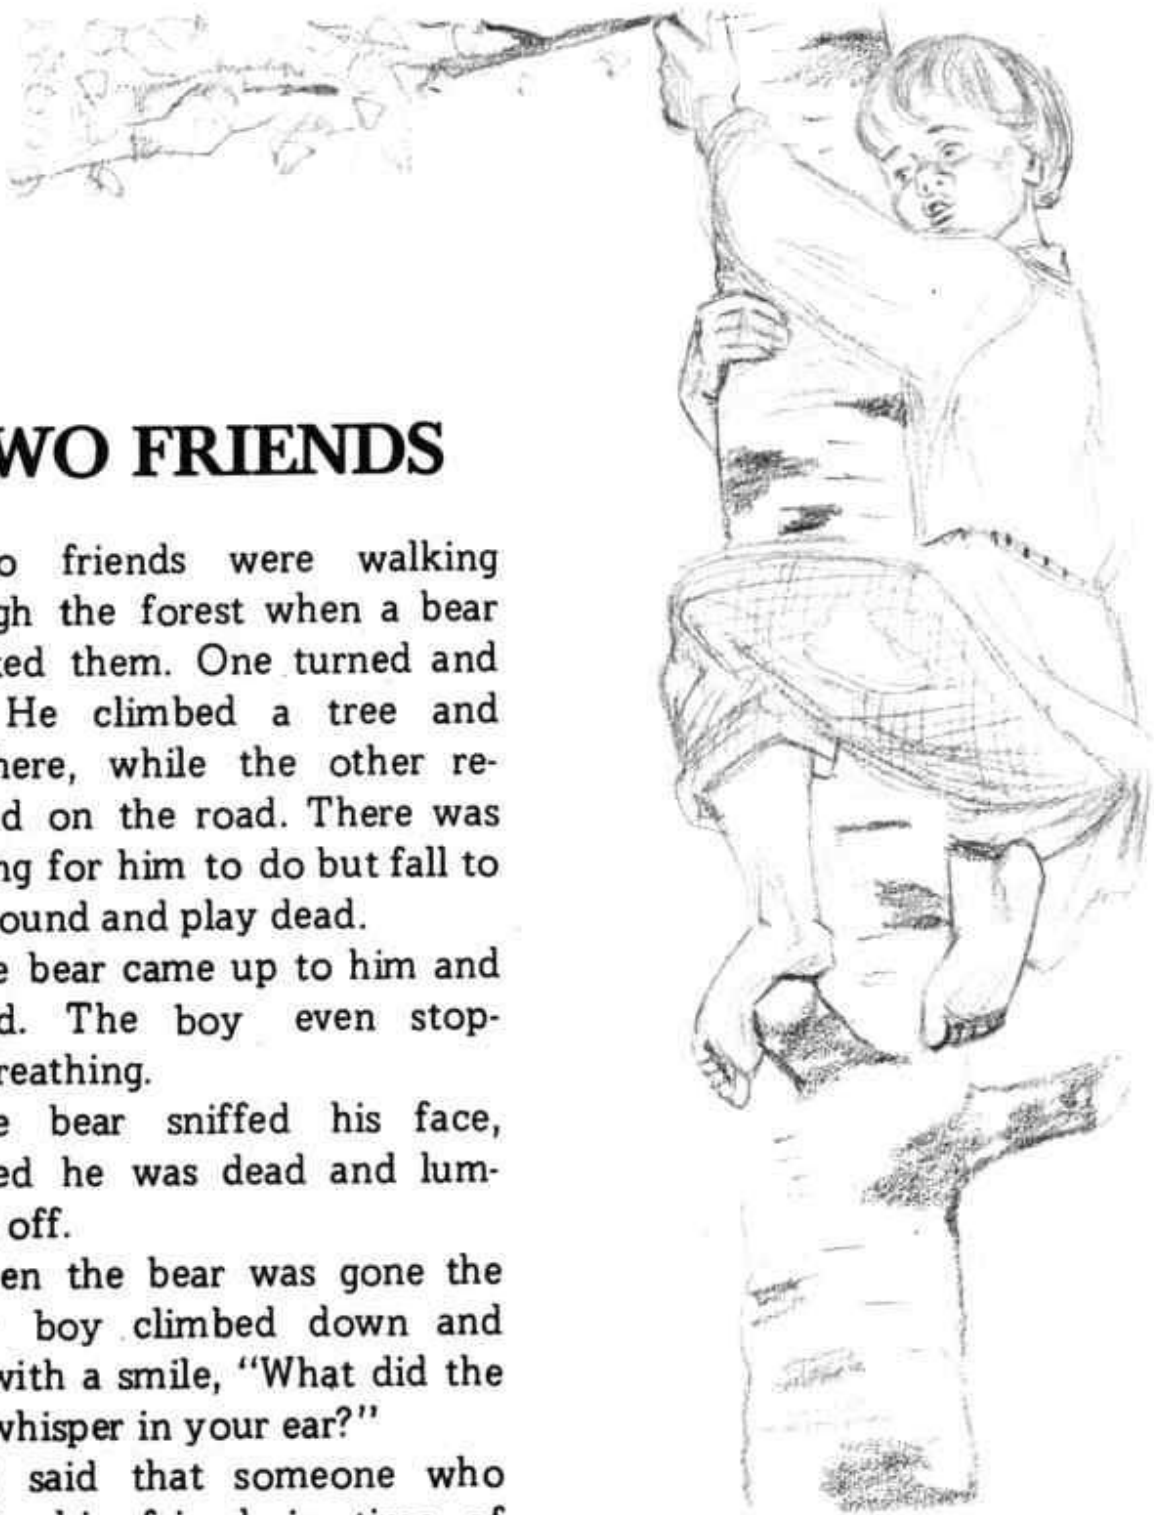 WO FRIENDS
o friends were walking
gh the forest when a bear
ked them. One turned and
He climbed a tree and
here, while the other re-
d on the road. There was
ng for him to do but fall to
ound and play dead.
e bear came up to him and
d. The boy even stop-
reathing.
e bear sniffed his face,
ed he was dead and lum-
off.
en the bear was gone the
boy climbed down and
with a smile, “What did the
whisper in your ear?”
said that someone who